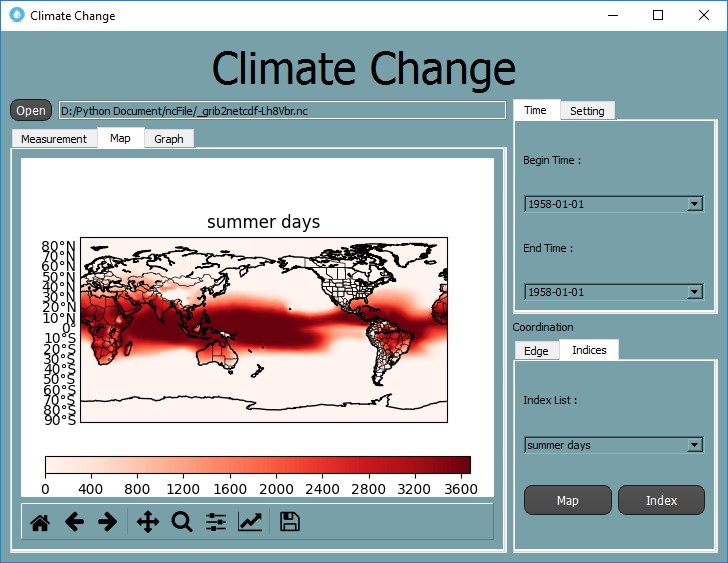 Climate Change
Climate Change
Open
D:/Python Document/ncFile/_grib2netcdf-Lh8Vbr.nc
Measurement Map Graph
summer days
80°N
70°N
60°N
50°N
40°N
30°N
20°N
10°N
0°
10°S
20°S
30°S
40°S
50°S
60°S
70°S
80°S
90°S
0 400 800 1200 1600 2000 2400 2800 3200 3600
Time Setting
Begin Time :
1958-01-01
End Time :
1958-01-01
Coordination
Edge Indices
Index List :
summer days
Map Index